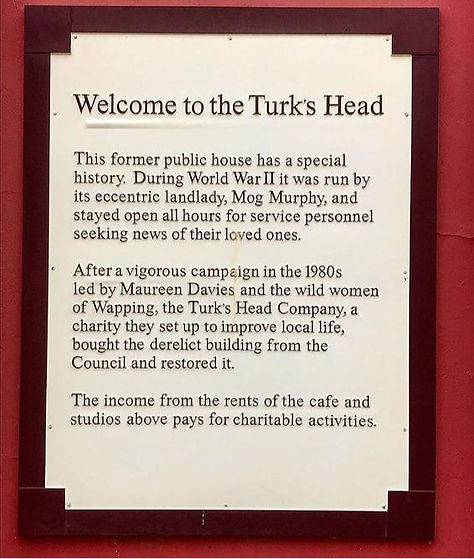 Welcome to the Turk's Head
This former public house has a special
history. During World War II it was run by
its eccentric landlady, Mog Murphy, and
stayed open all hours for service personnel
seeking news of their loved ones.
After a vigorous campaign in the 1980s
led by Maureen Davies and the wild women
of Wapping, the Turk's Head Company, a
charity they set up to improve local life,
bought the derelict building from the
Council and restored it.
The income from the rents of the cafe and
studios above pays for charitable activities.